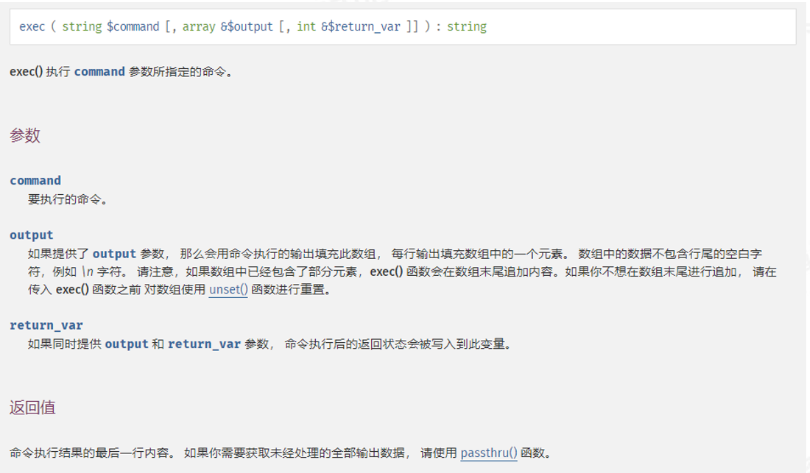 exec ( string $command [, array &$output [, int &$return_var ]] ) : string
exec() 执行 command 参数所指定的命令。
参数
command
要执行的命令。
output
如果提供了 output 参数， 那么会用命令执行的输出填充此数组， 每行输出填充数组中的一个元素。 数组中的数据不包含行尾的空白字
符，例如 \n 字符。 请注意，如果数组中已经包含了部分元素，exec() 函数会在数组末尾追加内容。如果你不想在数组末尾进行追加， 请在
传入 exec() 函数之前 对数组使用 unset() 函数进行重置。
return_var
如果同时提供 output 和 return_var 参数， 命令执行后的返回状态会被写入到此变量。
返回值
命令执行结果的最后一行内容。 如果你需要获取未经处理的全部输出数据， 请使用 passthru() 函数。